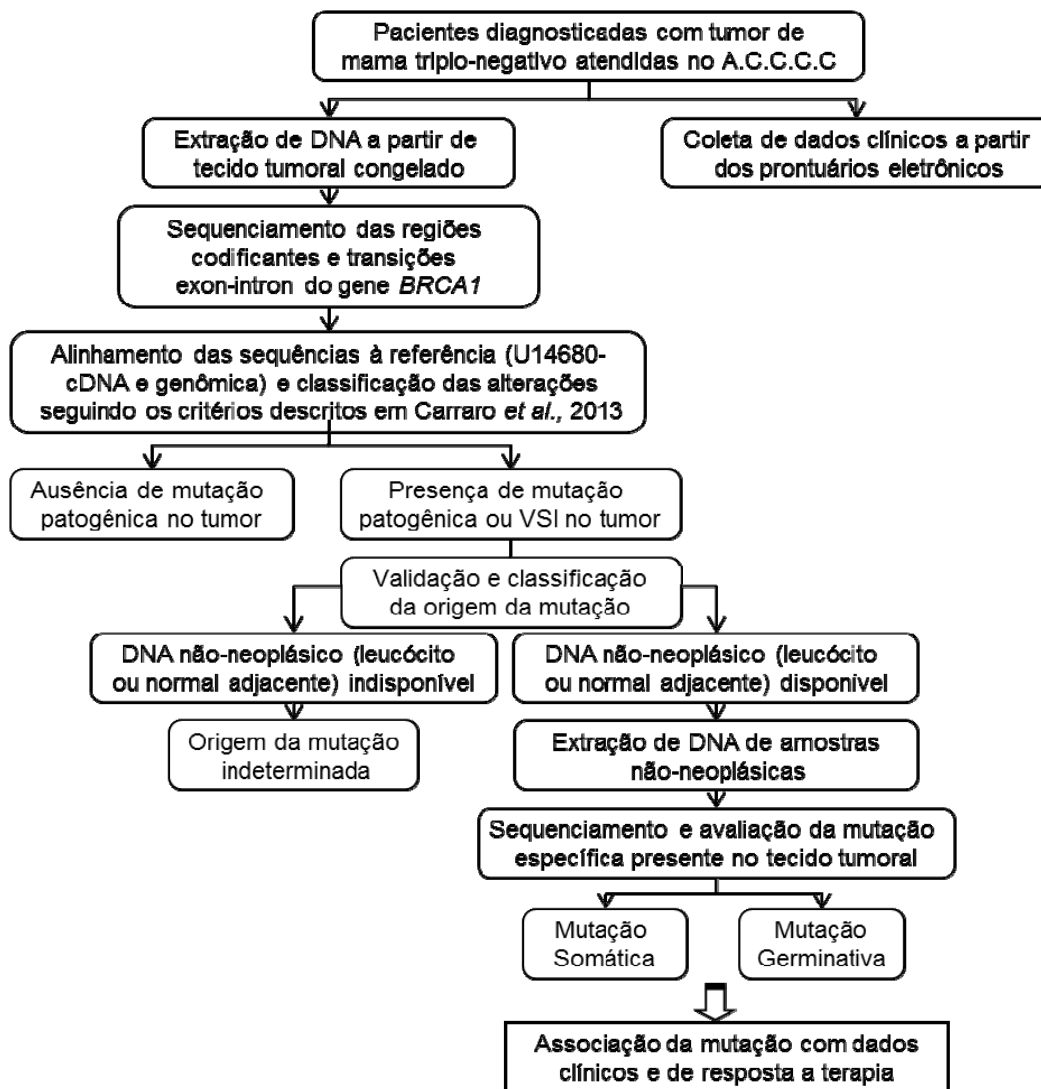 Pacientes diagnosticadas com tumor de
mama triplo-negativo atendidas no A.C.C.C.C
Extração de DNA a partir de
tecido tumoral congelado
Coleta de dados clínicos a partir
dos prontuários eletrônicos
Sequenciamento das regiões
codificantes e transições
exon-intron do gene BRCA1
Alinhamento das sequências à referência (U14680-
cDNA e genômica) e classificação das alterações
seguindo os critérios descritos em Carraro et al., 2013
Ausência de mutação
patogênica no tumor
Presença de mutação
patogênica ou VSI no tumor
Validação e classificação
da origem da mutação
DNA não-neoplásico (leucócito
ou normal adjacente) indisponível
DNA não-neoplásico (leucócito
ou normal adjacente) disponível
Origem da mutação
indeterminada
Extração de DNA de amostras
não-neoplásicas
Sequenciamento e avaliação da mutação
específica presente no tecido tumoral
Mutação
Somática
Mutação
Germinativa
Associação da mutação com dados
clínicos e de resposta a terapia